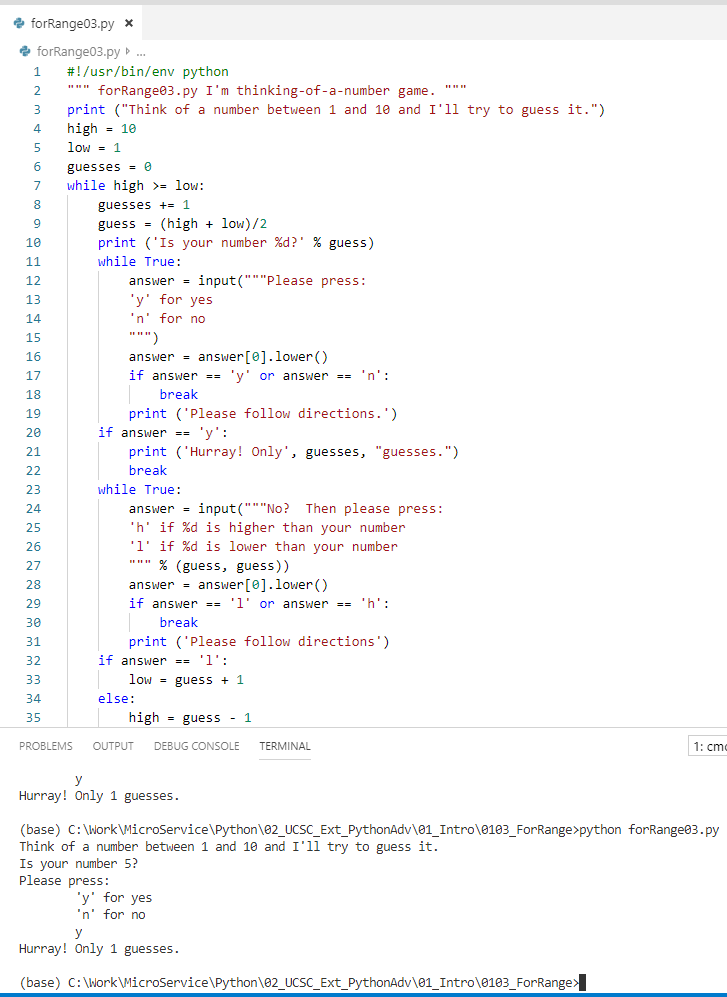 forRange03.py ×
forRange03.py ▷ ...
1 #!/usr/bin/env python
2 """ forRange03.py I'm thinking-of-a-number game. """
3 print ("Think of a number between 1 and 10 and I'll try to guess it.")
4 high = 10
5 low = 1
6 guesses = 0
7 while high >= low:
8     guesses += 1
9     guess = (high + low)/2
10     print ('Is your number %d?' % guess)
11     while True:
12         answer = input("""Please press:
13         'y' for yes
14         'n' for no
15         """)
16         answer = answer[0].lower()
17         if answer == 'y' or answer == 'n':
18             break
19         print ('Please follow directions.')
20     if answer == 'y':
21         print ('Hurray! Only', guesses, "guesses.")
22         break
23     while True:
24         answer = input("""No?  Then please press:
25         'h' if %d is higher than your number
26         'l' if %d is lower than your number
27         """ % (guess, guess))
28         answer = answer[0].lower()
29         if answer == 'l' or answer == 'h':
30             break
31         print ('Please follow directions')
32     if answer == 'l':
33         low = guess + 1
34     else:
35         high = guess - 1
PROBLEMS OUTPUT DEBUG CONSOLE TERMINAL 1: cmd
y
Hurray! Only 1 guesses.
(base) C:\Work\MicroService\Python\02_UCSC_Ext_PythonAdv\01_Intro\0103_ForRange>python forRange03.py
Think of a number between 1 and 10 and I'll try to guess it.
Is your number 5?
Please press:
        'y' for yes
        'n' for no
        y
Hurray! Only 1 guesses.
(base) C:\Work\MicroService\Python\02_UCSC_Ext_PythonAdv\01_Intro\0103_ForRange>